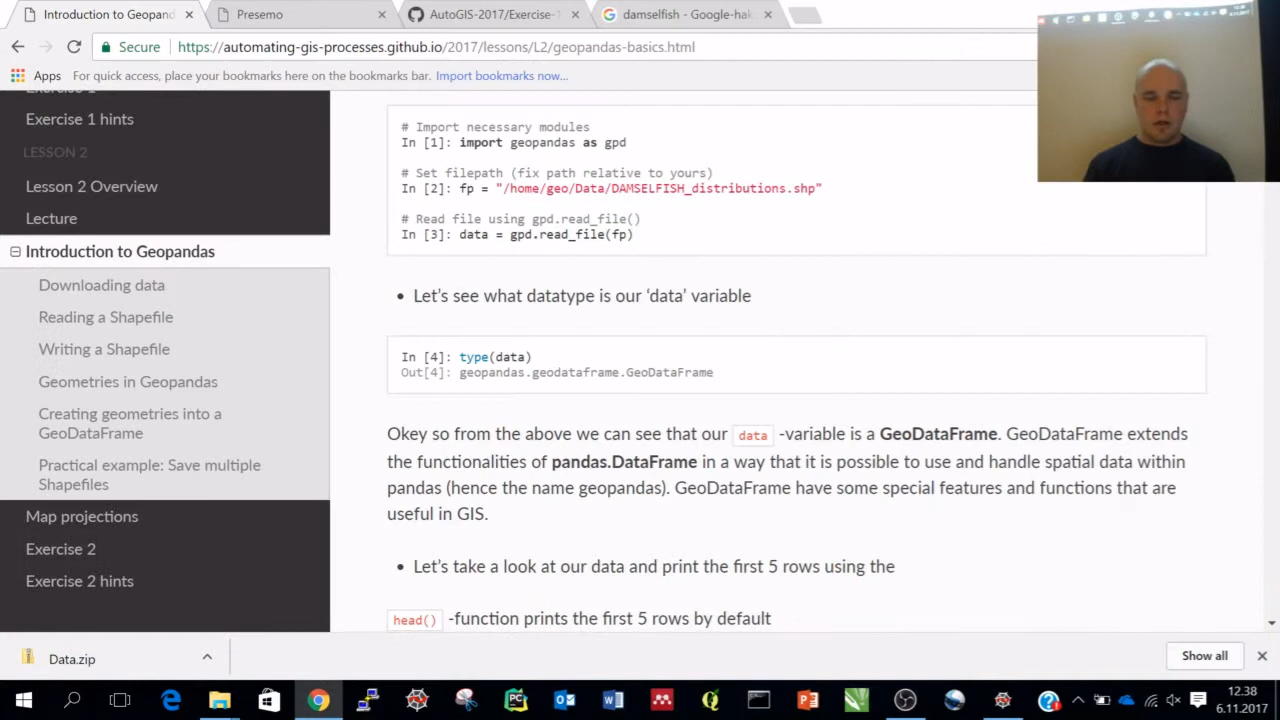 Introduction to Geopand
Presemo
AutoGIS-2017/Exercise-
damselfish - Google-hak
Secure
https://automating-gis-processes.github.io/2017/lessons/L2/geopandas-basics.html
Apps
For quick access, place your bookmarks here on the bookmarks bar.
Import bookmarks now...
Exercise 1
Exercise 1 hints
LESSON 2
Lesson 2 Overview
Lecture
Introduction to Geopandas
Downloading data
Reading a Shapefile
Writing a Shapefile
Geometries in Geopandas
Creating geometries into a
GeoDataFrame
Practical example: Save multiple
Shapefiles
Map projections
Exercise 2
Exercise 2 hints
# Import necessary modules
In [1]: import geopandas as gpd
# Set filepath (fix path relative to yours)
In [2]: fp = "/home/geo/Data/DAMSELFISH_distributions.shp"
# Read file using gpd.read_file()
In [3]: data = gpd.read_file(fp)
• Let's see what datatype is our ‘data’ variable
In [4]: type(data)
Out[4]: geopandas.geodataframe.GeoDataFrame
Okey so from the above we can see that our data -variable is a GeoDataFrame. GeoDataFrame extends
the functionalities of pandas.DataFrame in a way that it is possible to use and handle spatial data within
pandas (hence the name geopandas). GeoDataFrame have some special features and functions that are
useful in GIS.
• Let's take a look at our data and print the first 5 rows using the
head() -function prints the first 5 rows by default
Data.zip
Show all
12.38
6.11.2017